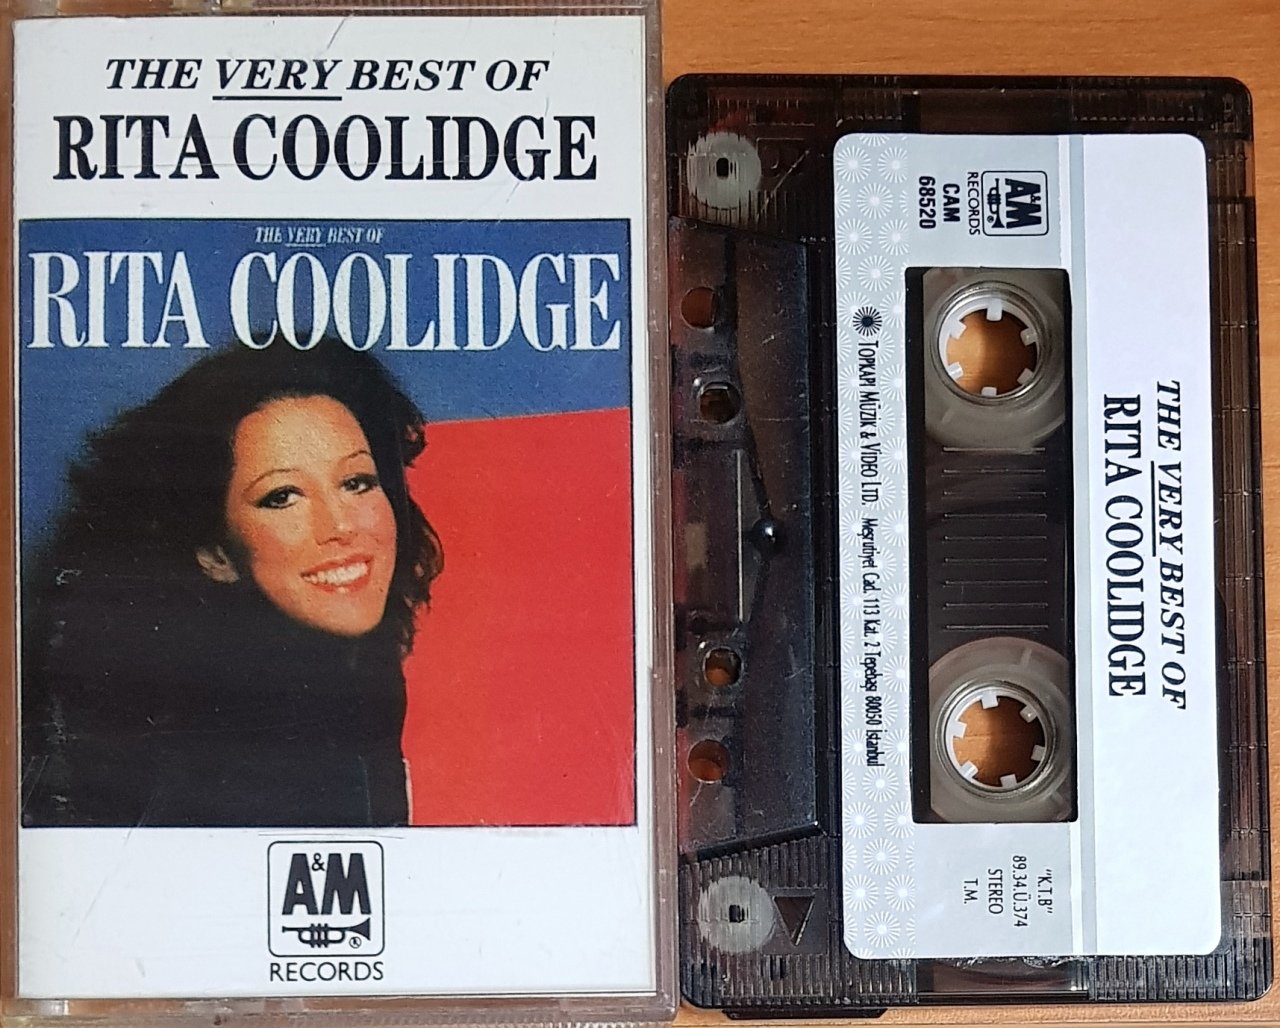 THE VERY BEST OF
RITA COOLIDGE
THE VERY BEST OF
RITA COOLIDGE
A&M
®
RECORDS
THE VERY BEST OF
RITA COOLIDGE
A&M
®
RECORDS
CAM
68520
TOPKAPI MÜZİK & VİDEO LTD. Meşrutiyet Cad. 113 Kat. 2 Tepebaşı 80050 İstanbul
"K.T.B"
89.34.Ü.374
STEREO
T.M.